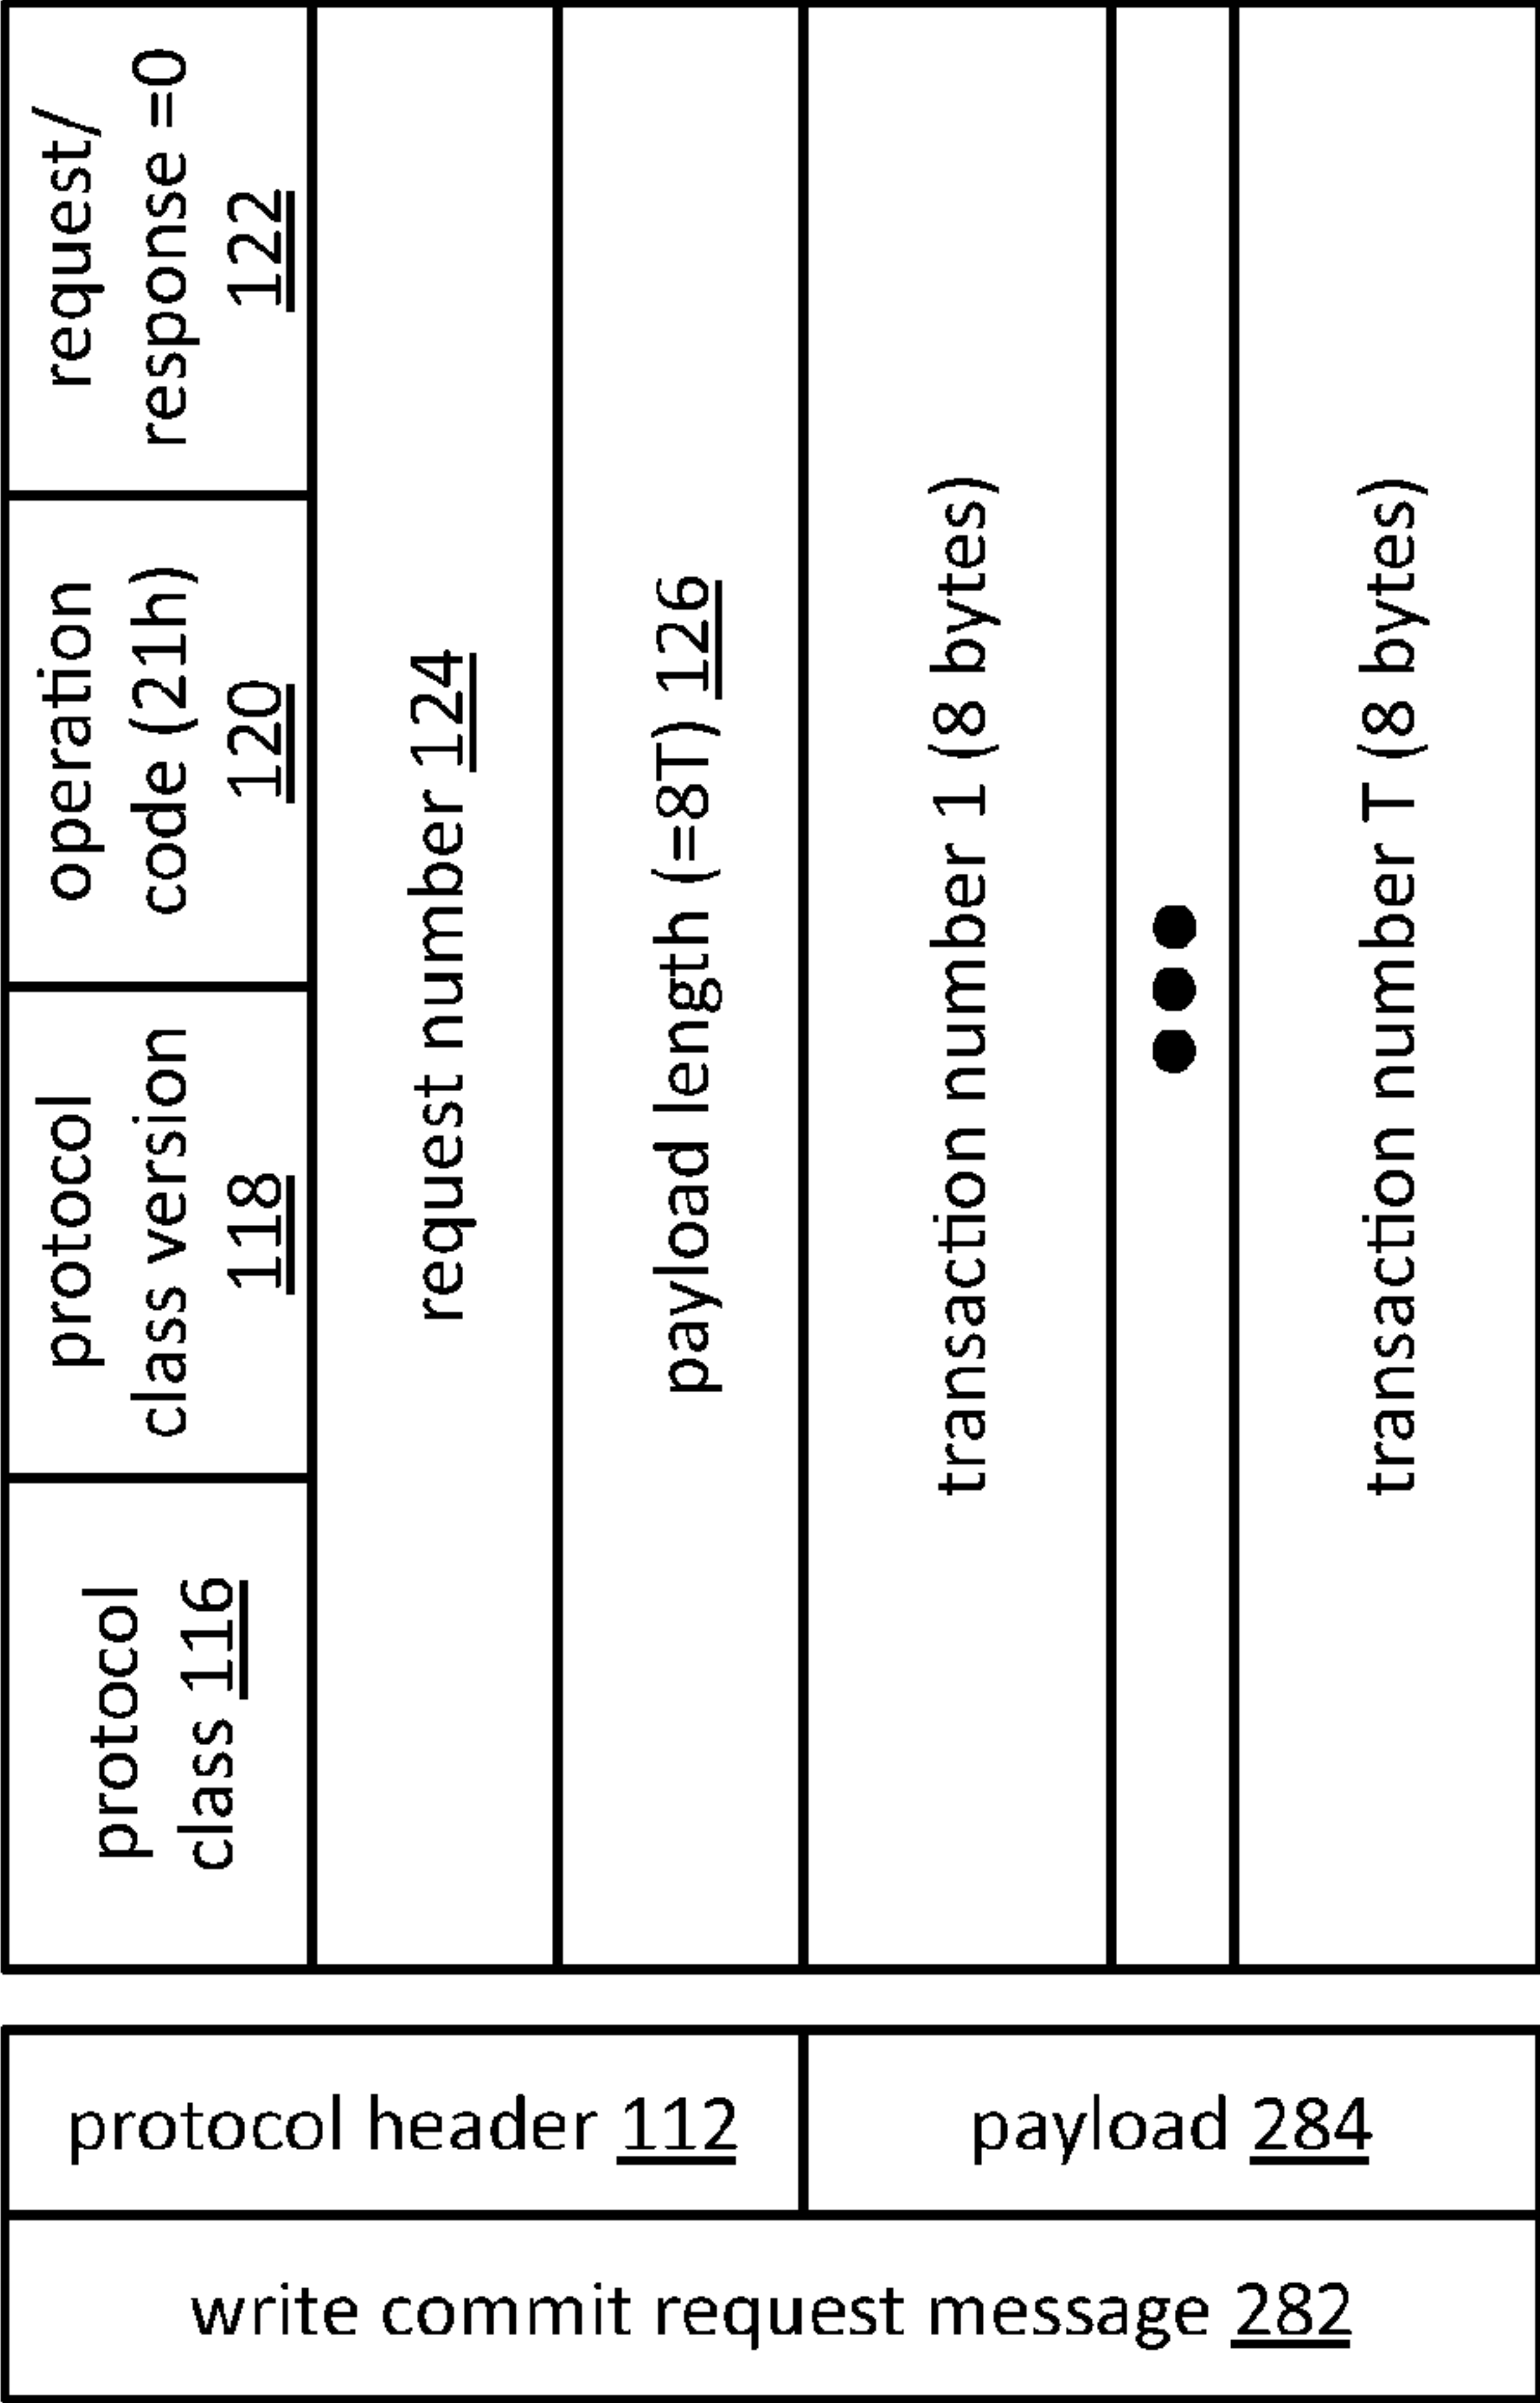 write commit request message 282
protocol header 112
payload 284
protocol
class 116
protocol
class version
118
operation
code (21h)
120
request/
response =0
122
request number 124
payload length (=8T) 126
transaction number 1 (8 bytes)
transaction number T (8 bytes)